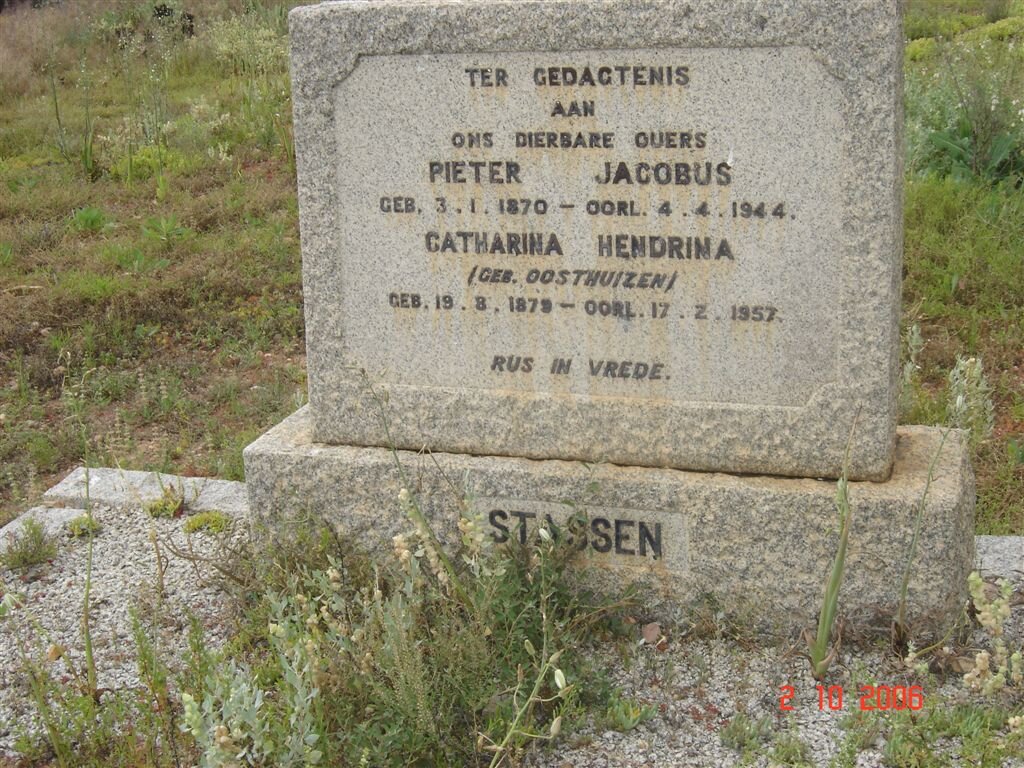 TER GEDAGTENIS
AAN
ONS DIERBARE OUERS
PIETER JACOBUS
GEB. 3.1.1870 – OORL. 4.4.1944.
CATHARINA HENDRINA
(GEB. OOSTHUIZEN)
GEB. 19.8.1879 – OORL. 17.2.1957.
RUS IN VREDE.
STASSEN
2 10 2006